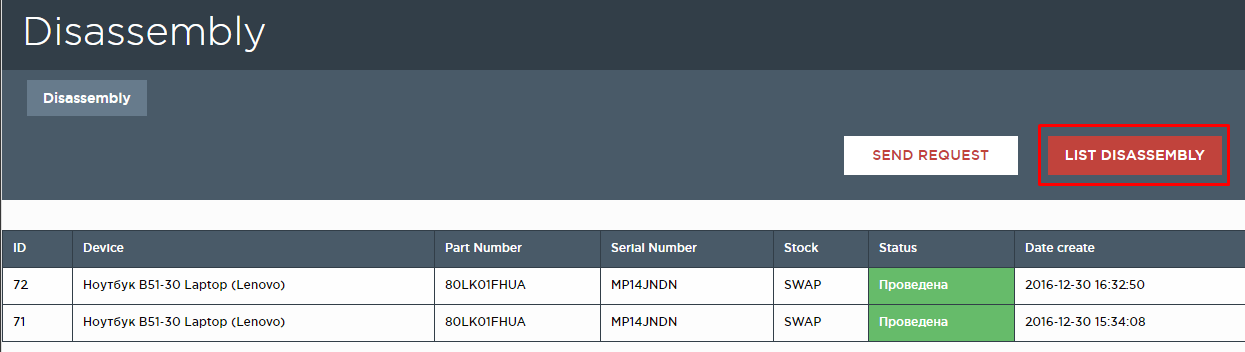 Disassembly
Disassembly
SEND REQUEST LIST DISASSEMBLY
ID Device Part Number Serial Number Stock Status Date create
72 Ноутбук B51-30 Laptop (Lenovo) 80LK01FHUA MP14JNDN SWAP Проведена 2016-12-30 16:32:50
71 Ноутбук B51-30 Laptop (Lenovo) 80LK01FHUA MP14JNDN SWAP Проведена 2016-12-30 15:34:08